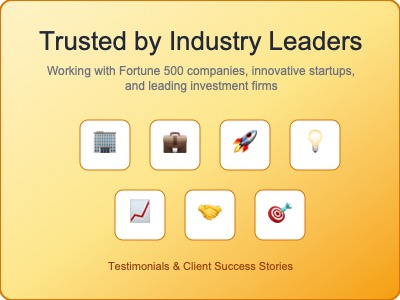 Trusted by Industry Leaders
Working with Fortune 500 companies, innovative startups,
and leading investment firms
Testimonials & Client Success Stories